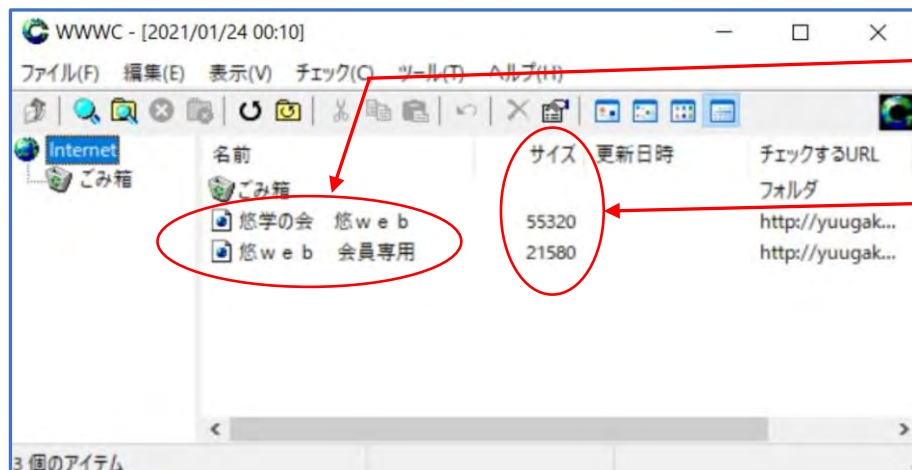 WWWC - [2021/01/24 00:10]
ファイル(F) 編集(E) 表示(V) チェック(C) ツール(T) ヘルプ(H)
Internet
ごみ箱
名前 サイズ 更新日時 チェックするURL
ごみ箱 フォルダ
悠学の会 悠web 55320 http://yuugak...
悠web 会員専用 21580 http://yuugak...
3 個のアイテム